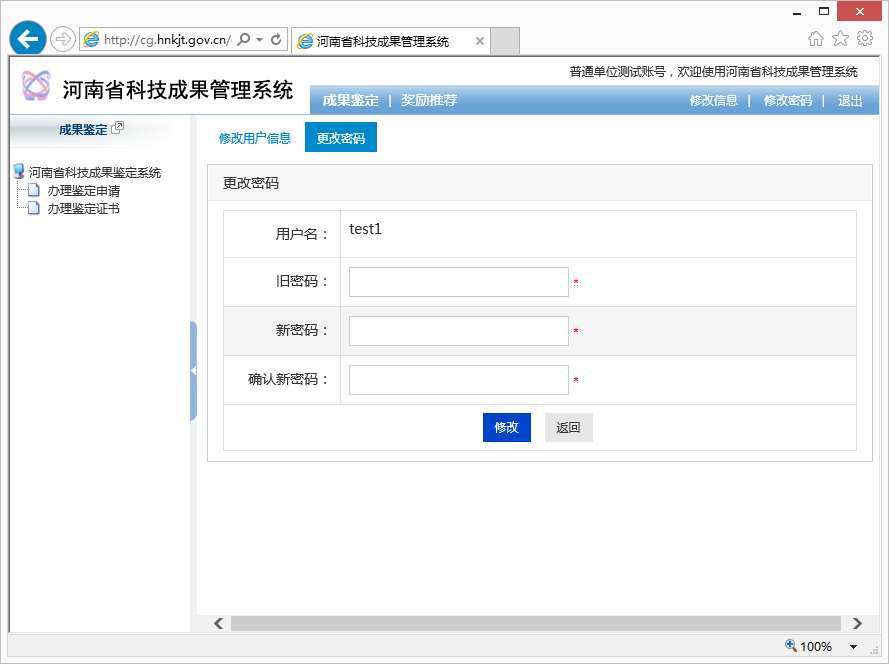 http://cg.hnkjt.gov.cn/
河南省科技成果管理系统
普通单位测试账号，欢迎使用河南省科技成果管理系统
河南省科技成果管理系统
成果鉴定 | 奖励推荐
修改信息 | 修改密码 | 退出
成果鉴定
修改用户信息
更改密码
河南省科技成果鉴定系统
办理鉴定申请
办理鉴定证书
更改密码
用户名： test1
旧密码： *
新密码： *
确认新密码： *
修改 返回
100%